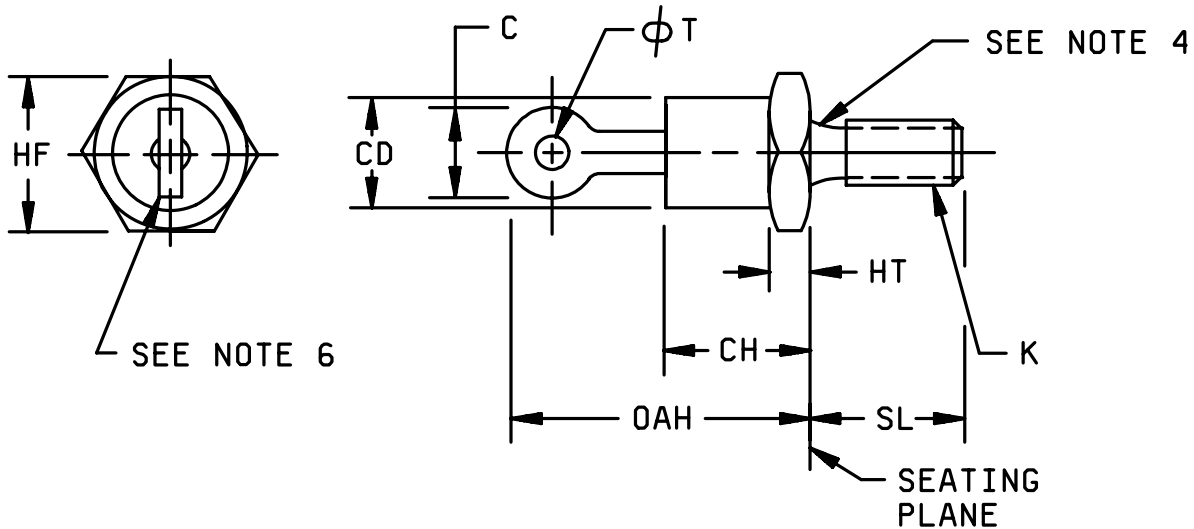 C
ϕT
SEE NOTE 4
HF
CD
HT
SEE NOTE 6
CH
K
OAH
SL
SEATING
PLANE